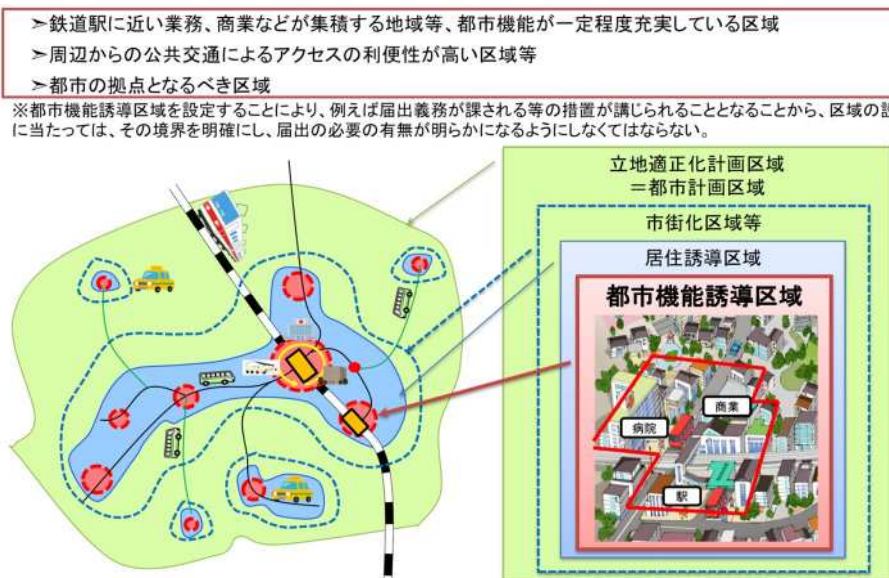 ➢鉄道駅に近い業務、商業などが集積する地域等、都市機能が一定程度充実している区域
➢周辺からの公共交通によるアクセスの利便性が高い区域等
➢都市の拠点となるべき区域
※都市機能誘導区域を設定することにより、例えば届出義務が課される等の措置が講じられることとなることから、区域の設
に当たっては、その境界を明確にし、届出の必要の有無が明らかになるようにしなくてはならない。
立地適正化計画区域
＝都市計画区域
市街化区域等
居住誘導区域
都市機能誘導区域
商業
病院
駅